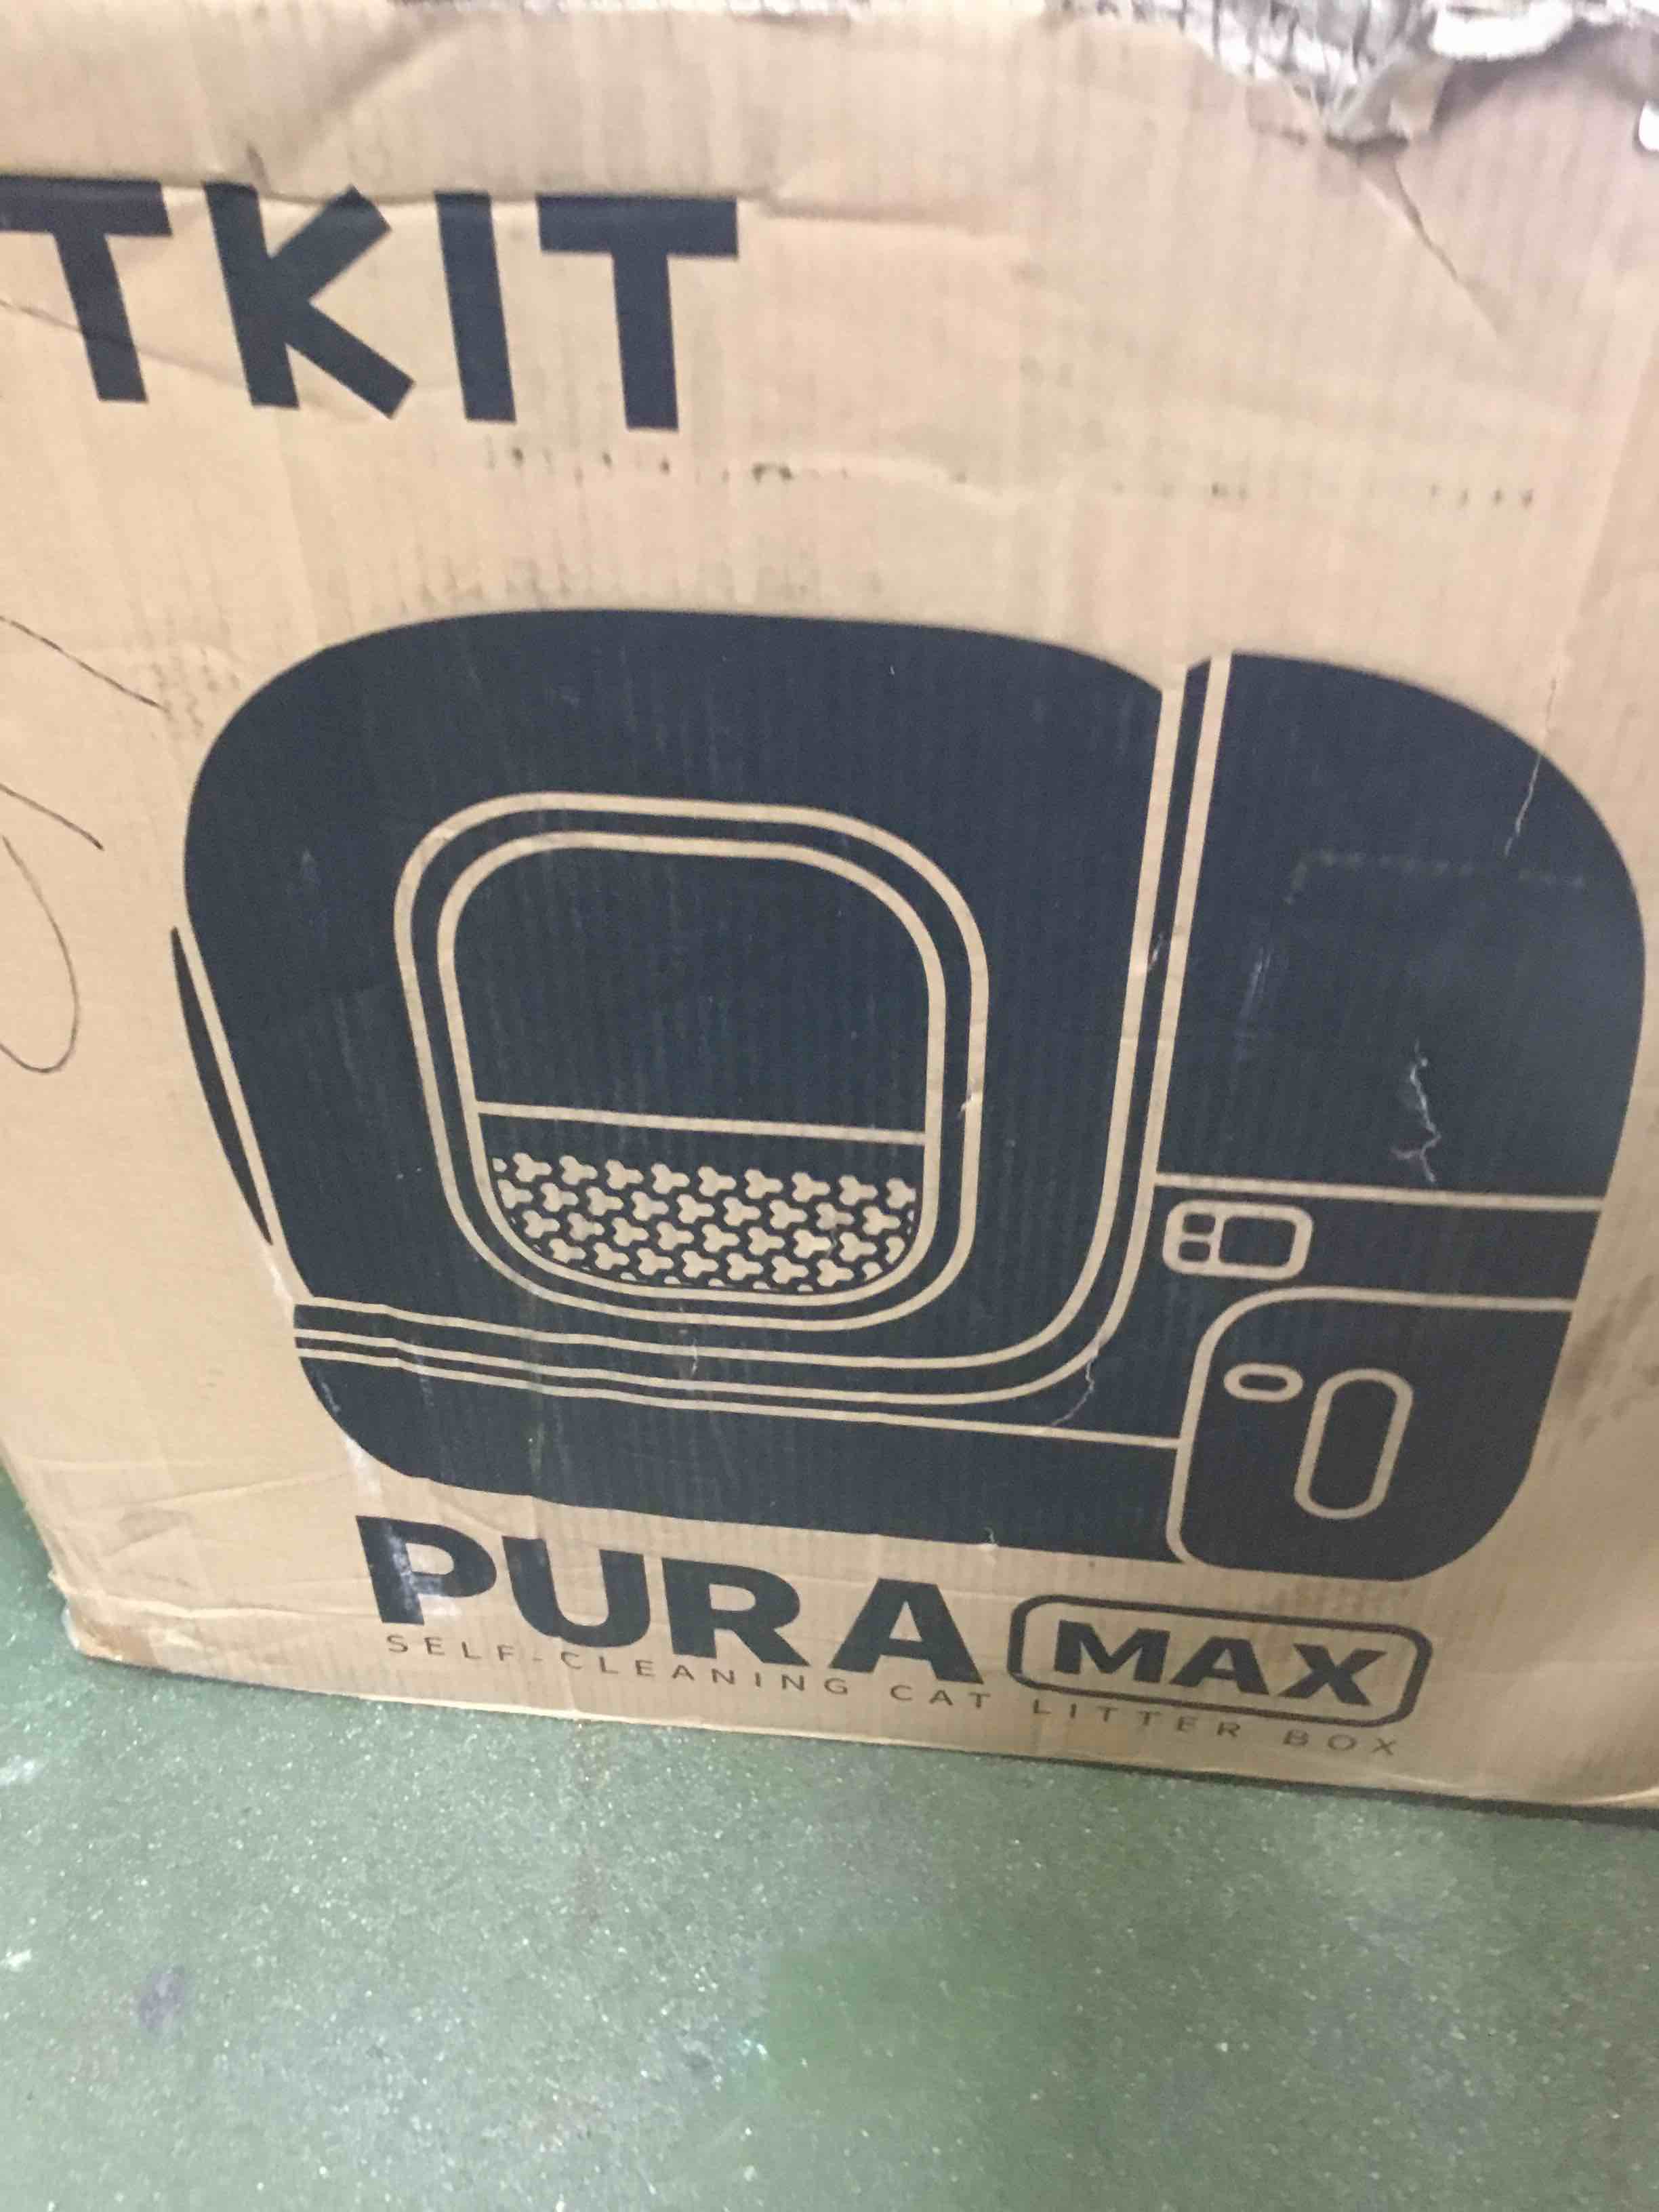 TKIT
PURA MAX
SELF-CLEANING CAT LITTER BOX